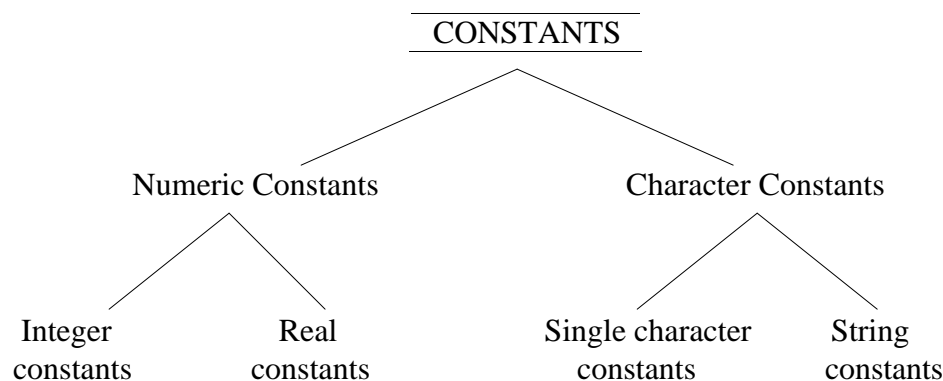 CONSTANTS
Numeric Constants
Character Constants
Integer
constants
Real
constants
Single character
constants
String
constants